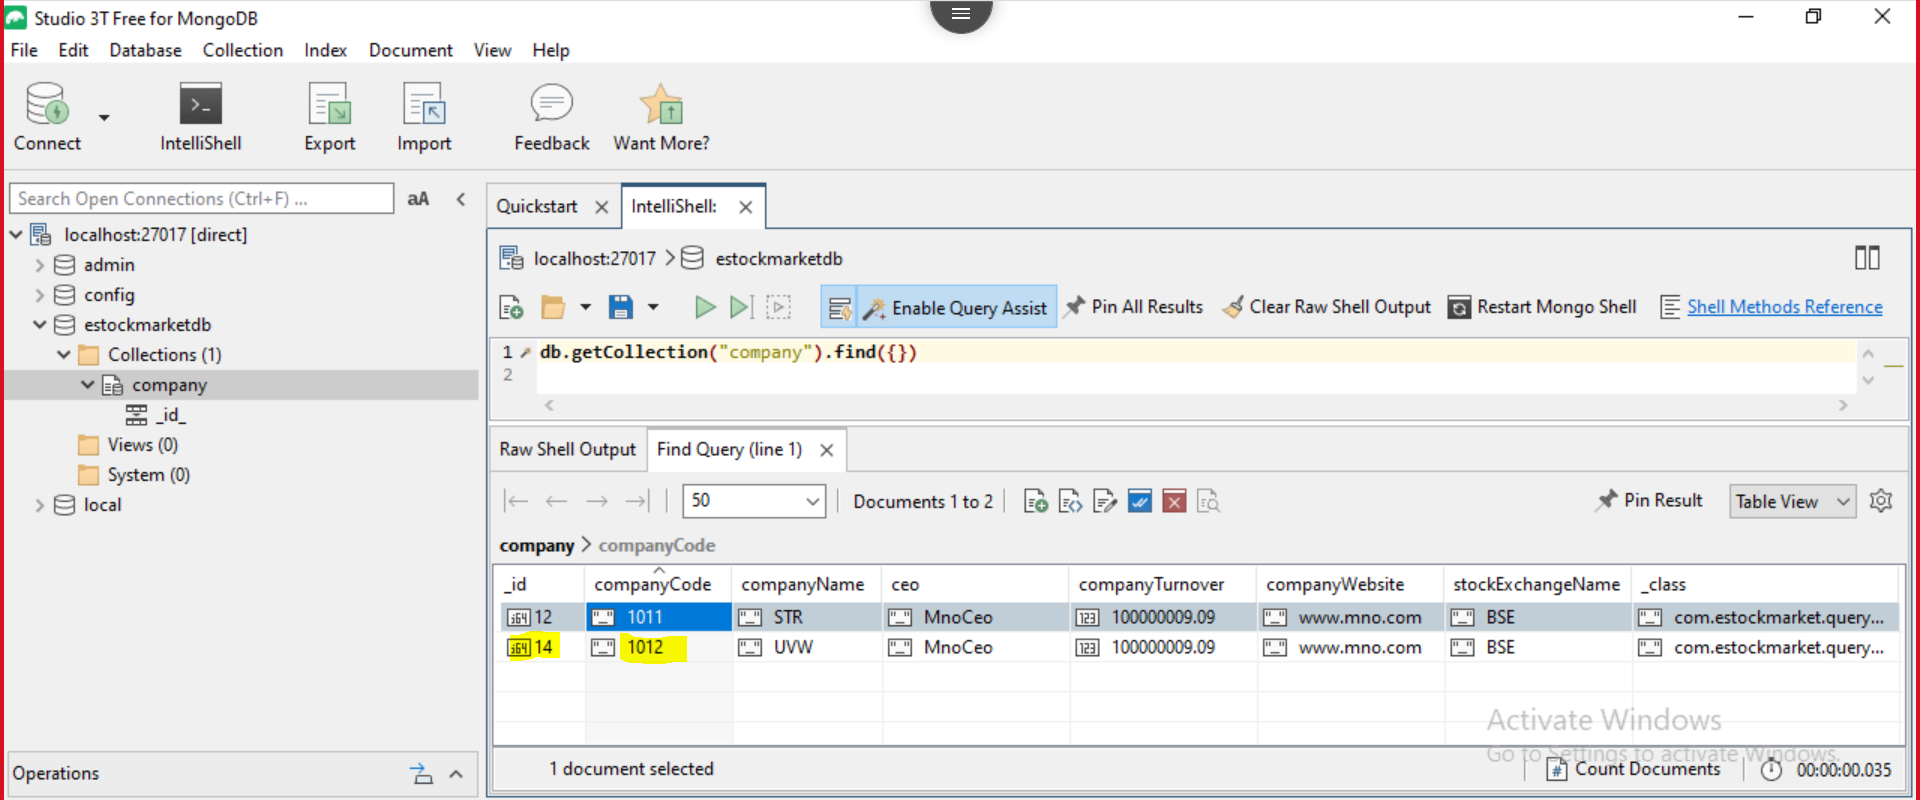 Studio 3T Free for MongoDB
File Edit Database Collection Index Document View Help
Connect IntelliShell Export Import Feedback Want More?
Search Open Connections (Ctrl+F) ... aA
Quickstart IntelliShell:
localhost:27017 [direct]
admin
config
estockmarketdb
Collections (1)
company
_id_
Views (0)
System (0)
local
localhost:27017 estockmarketdb
Enable Query Assist Pin All Results Clear Raw Shell Output Restart Mongo Shell Shell Methods Reference
1 db.getCollection("company").find({})
2
Raw Shell Output Find Query (line 1)
50 Documents 1 to 2 Pin Result Table View
company > companyCode
_id companyCode companyName ceo companyTurnover companyWebsite stockExchangeName _class
i64 12 "_" 1011 "_" STR "_" MnoCeo 123 100000009.09 "_" www.mno.com "_" BSE "_" com.estockmarket.query...
i64 14 "_" 1012 "_" UVW "_" MnoCeo 123 100000009.09 "_" www.mno.com "_" BSE "_" com.estockmarket.query...
Activate Windows
Go to Settings to activate Windows.
Operations
1 document selected # Count Documents 00:00:00.035